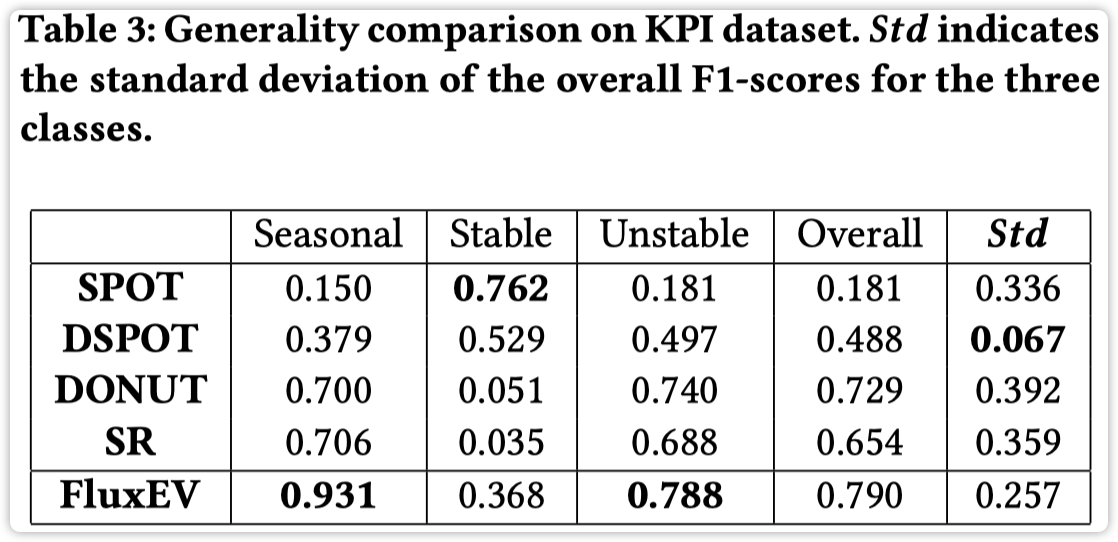 Table 3: Generality comparison on KPI dataset. Std indicates
the standard deviation of the overall F1-scores for the three
classes.
Seasonal Stable Unstable Overall Std
SPOT 0.150 0.762 0.181 0.181 0.336
DSPOT 0.379 0.529 0.497 0.488 0.067
DONUT 0.700 0.051 0.740 0.729 0.392
SR 0.706 0.035 0.688 0.654 0.359
FluxEV 0.931 0.368 0.788 0.790 0.257